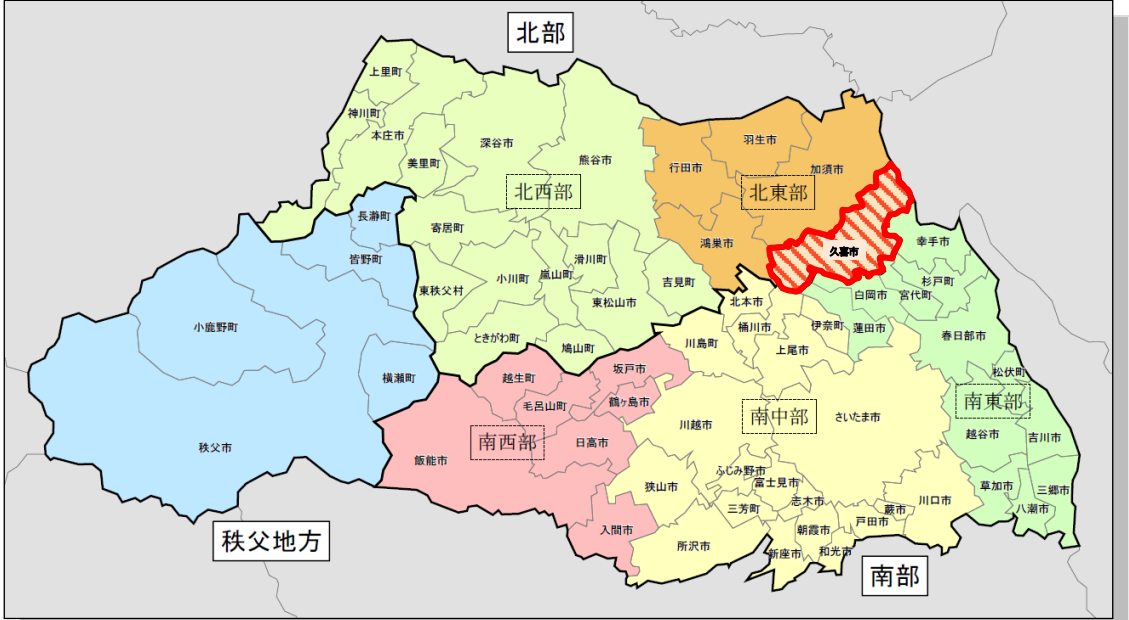 北部
上里町
神川町
本庄市
美里町
深谷市
熊谷市
北西部
行田市
羽生市
加須市
北東部
鴻巣市
久喜市
長瀞町
皆野町
寄居町
小川町
嵐山町
滑川町
東秩父村
東松山市
吉見町
ときがわ町
鳩山町
小鹿野町
横瀬町
秩父市
秩父地方
幸手市
杉戸町
宮代町
白岡市
蓮田市
春日部市
松伏町
南東部
越谷市
吉川市
草加市
三郷市
八潮市
北本市
桶川市
伊奈町
川島町
上尾市
南中部
さいたま市
川越市
ふじみ野市
富士見市
狭山市
三芳町
志木市
川口市
蕨市
戸田市
朝霞市
所沢市
新座市
和光市
南部
越生町
坂戸市
毛呂山町
鶴ヶ島市
南西部
日高市
飯能市
入間市